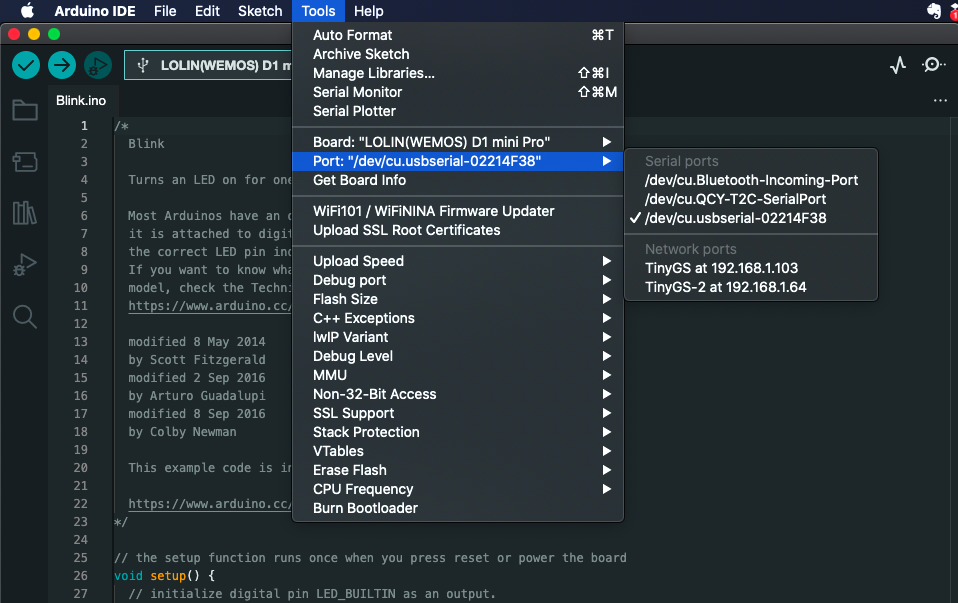 Arduino IDE File Edit Sketch Tools Help
1
LOLIN(WEMOS) D1 m
Blink.ino
Auto Format ⌘T
Archive Sketch
Manage Libraries... ⇧⌘I
Serial Monitor ⇧⌘M
Serial Plotter
Board: "LOLIN(WEMOS) D1 mini Pro"
Port: "/dev/cu.usbserial-02214F38"
Get Board Info
WiFi101 / WiFiNINA Firmware Updater
Upload SSL Root Certificates
Upload Speed
Debug port
Flash Size
C++ Exceptions
lwIP Variant
Debug Level
MMU
Non-32-Bit Access
SSL Support
Stack Protection
VTables
Erase Flash
CPU Frequency
Burn Bootloader
Serial ports
/dev/cu.Bluetooth-Incoming-Port
/dev/cu.QCY-T2C-SerialPort
✓ /dev/cu.usbserial-02214F38
Network ports
TinyGS at 192.168.1.103
TinyGS-2 at 192.168.1.64
1 /*
2 Blink
3
4 Turns an LED on for one
5
6 Most Arduinos have an
7 it is attached to digit
8 the correct LED pin in
9 If you want to know wha
10 model, check the Techni
11 https://www.arduino.cc/
12
13 modified 8 May 2014
14 by Scott Fitzgerald
15 modified 2 Sep 2016
16 by Arturo Guadalupi
17 modified 8 Sep 2016
18 by Colby Newman
19
20 This example code is in
21
22 https://www.arduino.cc/
23 */
24
25 // the setup function runs once when you press reset or power the board
26 void setup() {
27 // initialize digital pin LED_BUILTIN as an output.